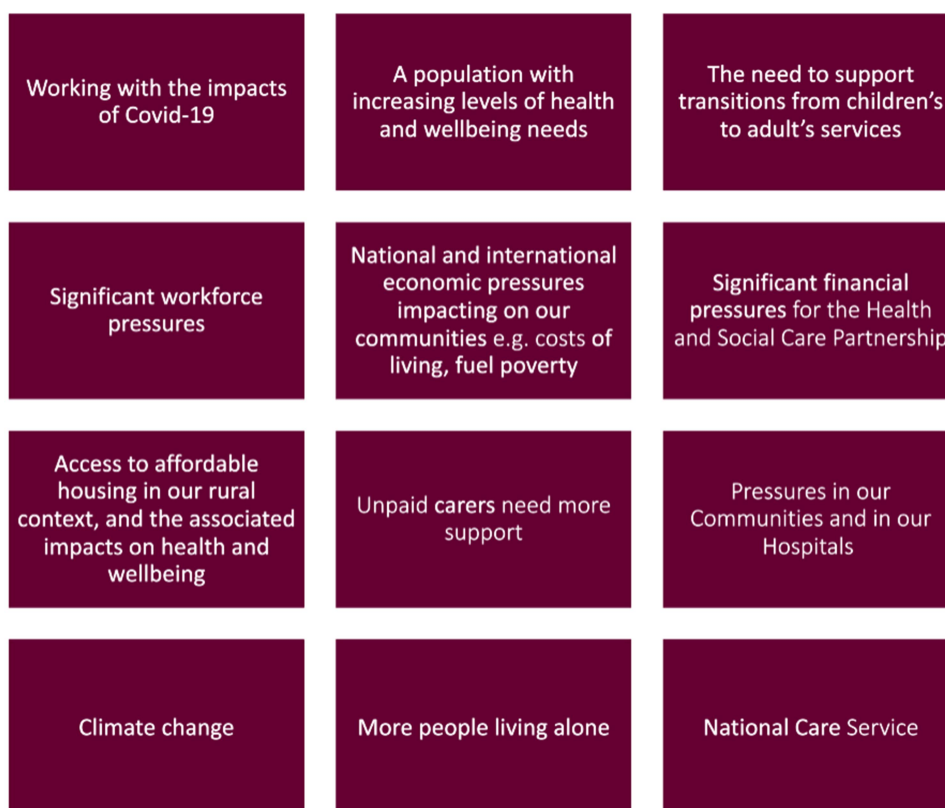 Working with the impacts
of Covid-19
A population with
increasing levels of health
and wellbeing needs
The need to support
transitions from children’s
to adult’s services
Significant workforce
pressures
National and international
economic pressures
impacting on our
communities e.g. costs of
living, fuel poverty
Significant financial
pressures for the Health
and Social Care Partnership
Access to affordable
housing in our rural
context, and the associated
impacts on health and
wellbeing
Unpaid carers need more
support
Pressures in our
Communities and in our
Hospitals
Climate change
More people living alone
National Care Service